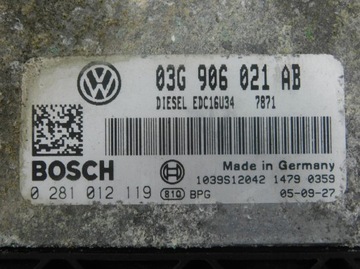 03G 906 021 AB
DIESEL EDC16U34 7871
BOSCH
Made in Germany
1039S12042 1479 0359
0 281 012 119 810 BPG 05-09-27